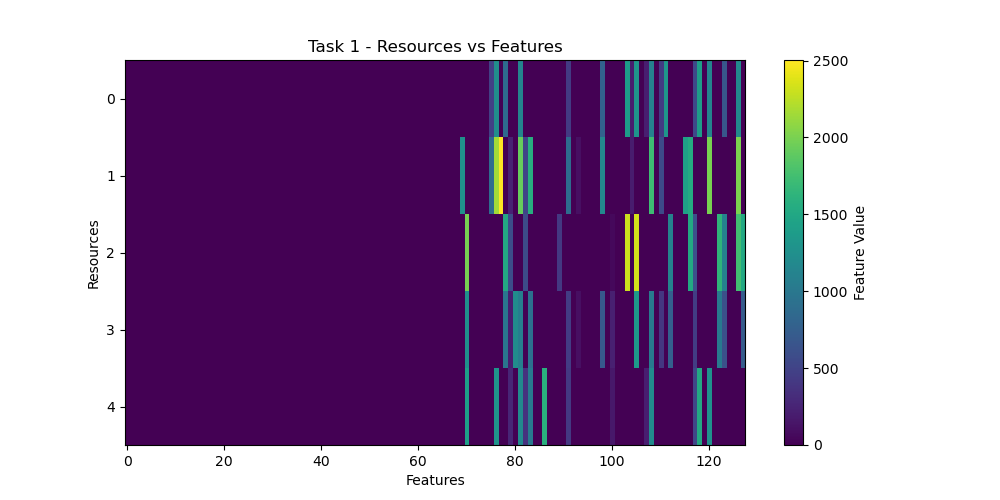 Task 1 - Resources vs Features
Resources
0
1
2
3
4
0 20 40 60 80 100 120
Features
2500
2000
1500
1000
500
0
Feature Value